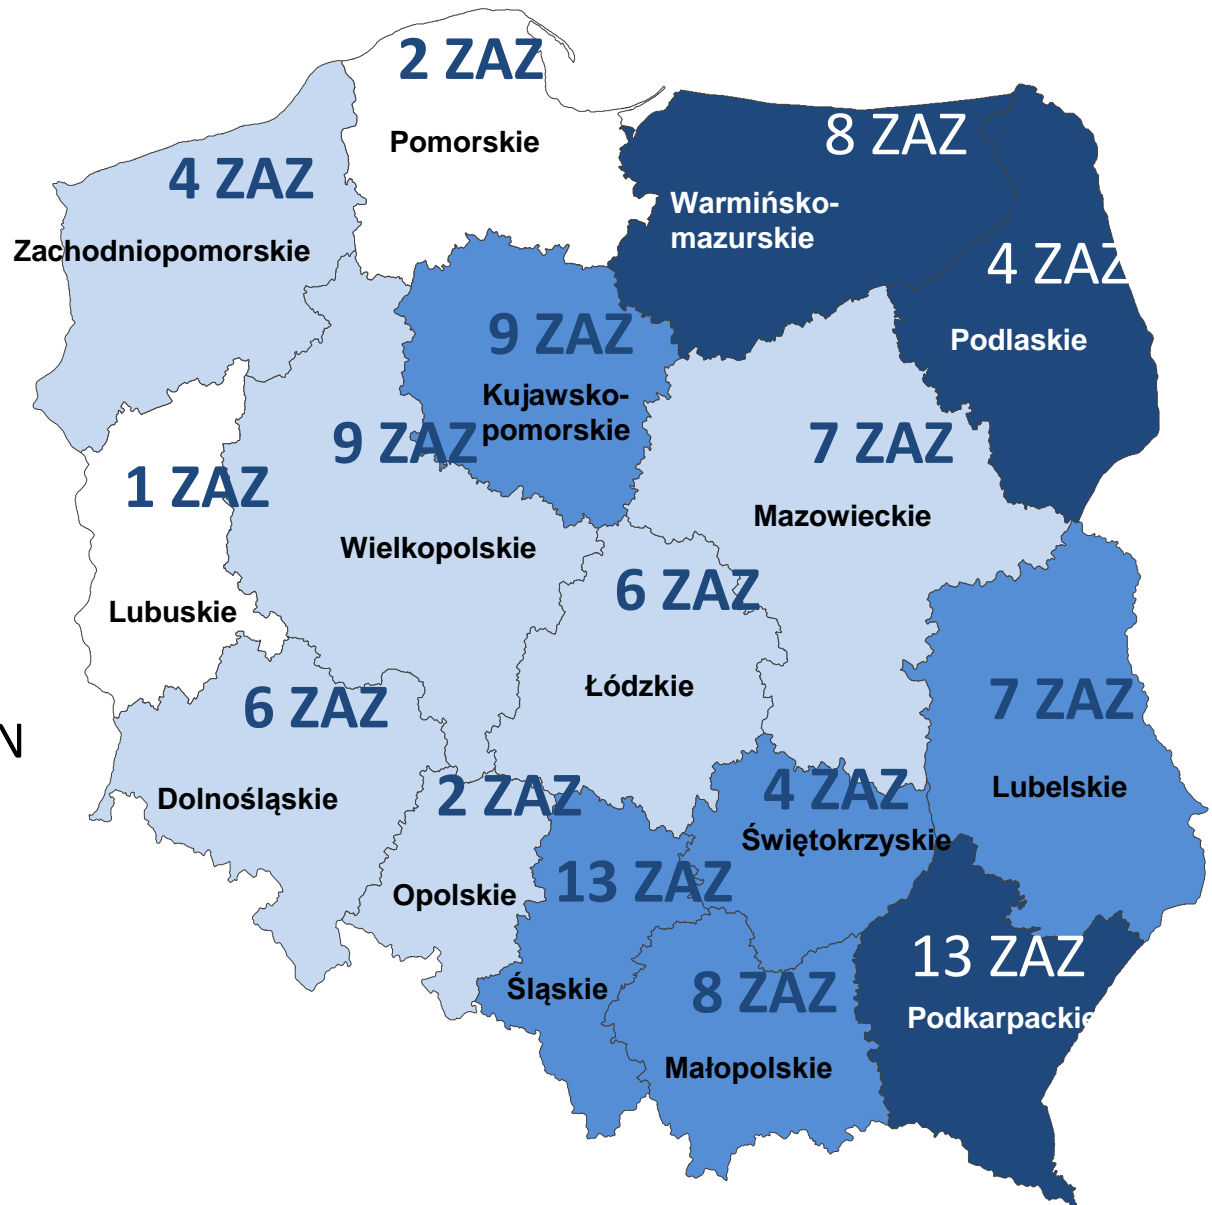 2 ZAZ
Pomorskie
8 ZAZ
Warmińsko-
mazurskie
4 ZAZ
Zachodniopomorskie
4 ZAZ
Podlaskie
9 ZAZ
Kujawsko-
pomorskie
9 ZAZ
Wielkopolskie
7 ZAZ
Mazowieckie
1 ZAZ
Lubuskie
6 ZAZ
Łódzkie
6 ZAZ
Dolnośląskie
N
7 ZAZ
Lubelskie
2 ZAZ
Opolskie
4 ZAZ
Świętokrzyskie
13 ZAZ
Śląskie
8 ZAZ
Małopolskie
13 ZAZ
Podkarpackie